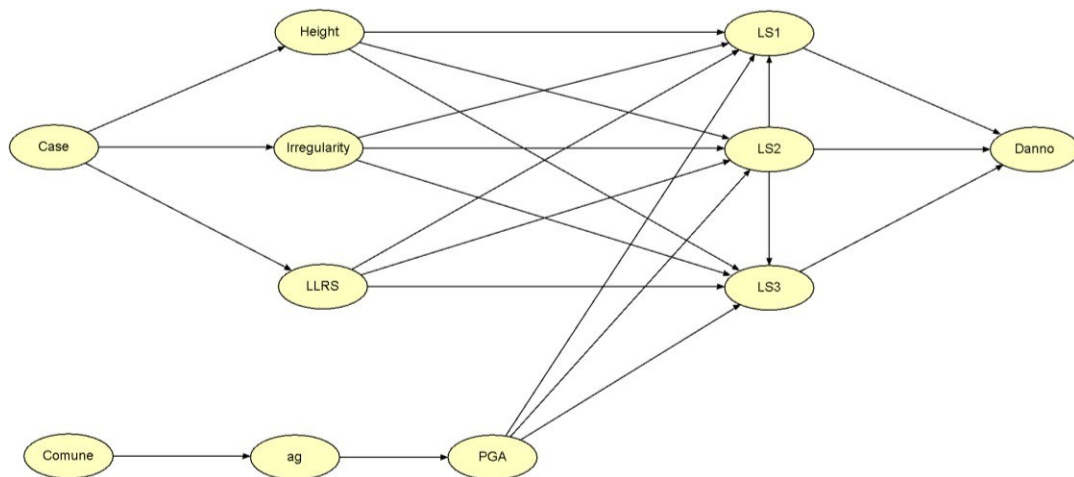 Height
LS1
Case
Irregularity
LS2
Danno
LLRS
LS3
Comune
ag
PGA